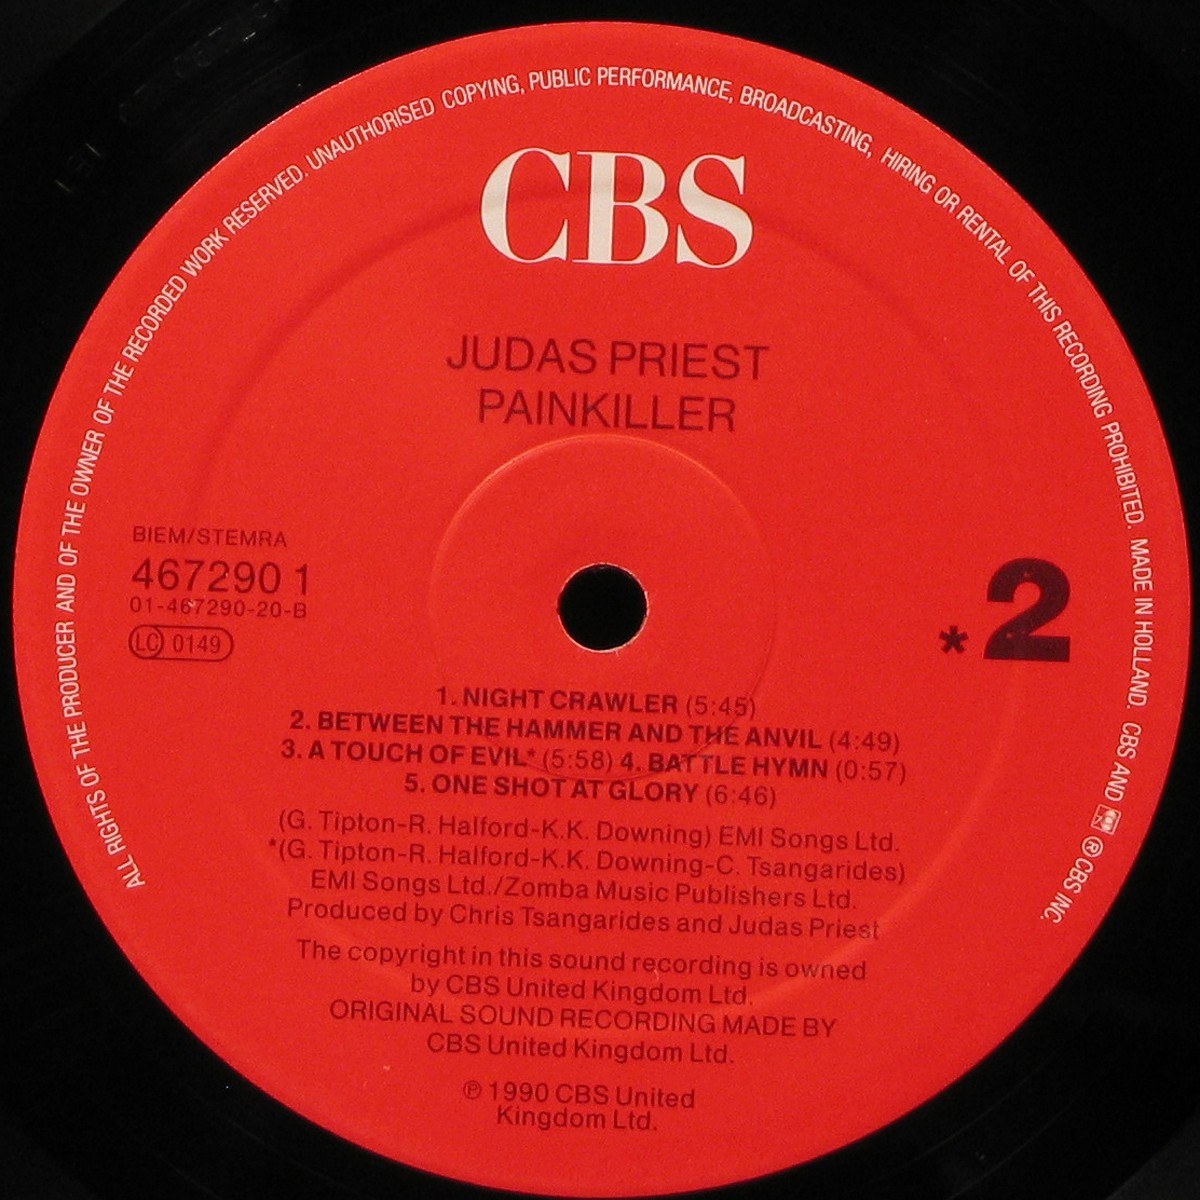 ALL RIGHTS OF THE PRODUCER AND OF THE OWNER OF THE RECORDED WORK RESERVED. UNAUTHORISED COPYING, PUBLIC PERFORMANCE, BROADCASTING, HIRING OR RENTAL OF THIS RECORDING PROHIBITED. MADE IN HOLLAND. CBS AND ® CBS INC.
CBS
JUDAS PRIEST
PAINKILLER
BIEM/STEMRA
467290 1
01-467290-20-B
LC 0149
*2
1. NIGHT CRAWLER (5:45)
2. BETWEEN THE HAMMER AND THE ANVIL (4:49)
3. A TOUCH OF EVIL* (5:58) 4. BATTLE HYMN (0:57)
5. ONE SHOT AT GLORY (6:46)
(G. Tipton-R. Halford-K.K. Downing) EMI Songs Ltd.
*(G. Tipton-R. Halford-K.K. Downing-C. Tsangarides)
EMI Songs Ltd./Zomba Music Publishers Ltd.
Produced by Chris Tsangarides and Judas Priest
The copyright in this sound recording is owned
by CBS United Kingdom Ltd.
ORIGINAL SOUND RECORDING MADE BY
CBS United Kingdom Ltd.
℗ 1990 CBS United
Kingdom Ltd.